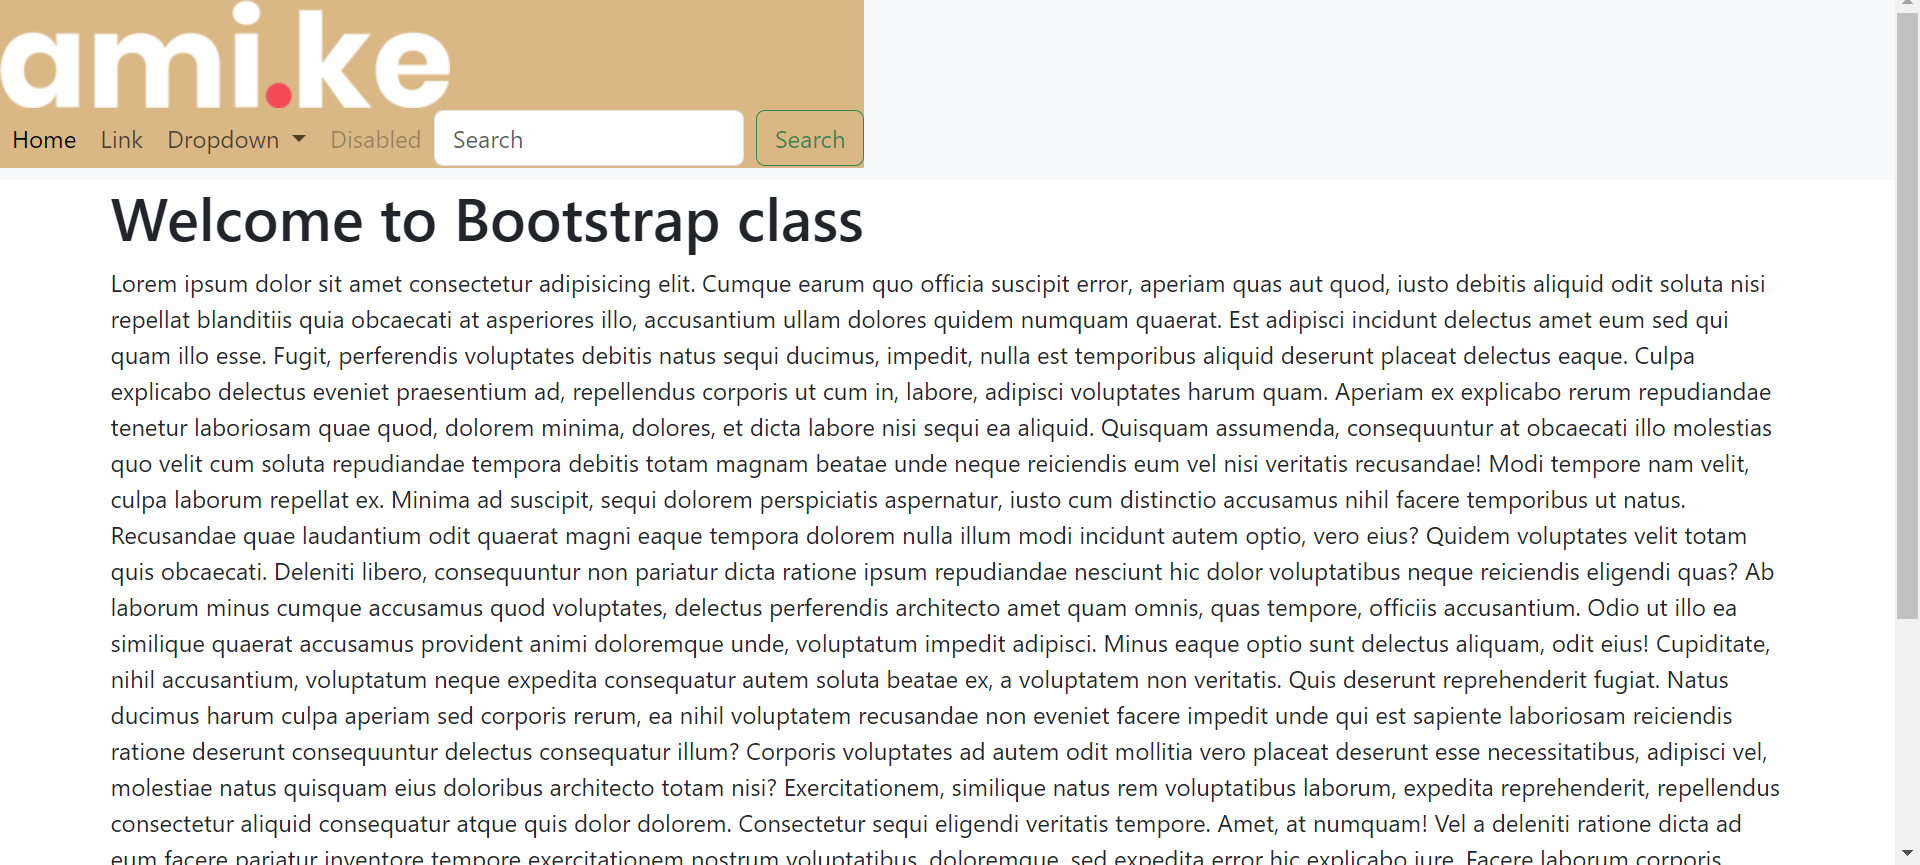 ami.ke
Home Link Dropdown Disabled Search Search
Welcome to Bootstrap class
Lorem ipsum dolor sit amet consectetur adipisicing elit. Cumque earum quo officia suscipit error, aperiam quas aut quod, iusto debitis aliquid odit soluta nisi
repellat blanditiis quia obcaecati at asperiores illo, accusantium ullam dolores quidem numquam quaerat. Est adipisci incidunt delectus amet eum sed qui
quam illo esse. Fugit, perferendis voluptates debitis natus sequi ducimus, impedit, nulla est temporibus aliquid deserunt placeat delectus eaque. Culpa
explicabo delectus eveniet praesentium ad, repellendus corporis ut cum in, labore, adipisci voluptates harum quam. Aperiam ex explicabo rerum repudiandae
tenetur laboriosam quae quod, dolorem minima, dolores, et dicta labore nisi sequi ea aliquid. Quisquam assumenda, consequuntur at obcaecati illo molestias
quo velit cum soluta repudiandae tempora debitis totam magnam beatae unde neque reiciendis eum vel nisi veritatis recusandae! Modi tempore nam velit,
culpa laborum repellat ex. Minima ad suscipit, sequi dolorem perspiciatis aspernatur, iusto cum distinctio accusamus nihil facere temporibus ut natus.
Recusandae quae laudantium odit quaerat magni eaque tempora dolorem nulla illum modi incidunt autem optio, vero eius? Quidem voluptates velit totam
quis obcaecati. Deleniti libero, consequuntur non pariatur dicta ratione ipsum repudiandae nesciunt hic dolor voluptatibus neque reiciendis eligendi quas? Ab
laborum minus cumque accusamus quod voluptates, delectus perferendis architecto amet quam omnis, quas tempore, officiis accusantium. Odio ut illo ea
similique quaerat accusamus provident animi doloremque unde, voluptatum impedit adipisci. Minus eaque optio sunt delectus aliquam, odit eius! Cupiditate,
nihil accusantium, voluptatum neque expedita consequatur autem soluta beatae ex, a voluptatem non veritatis. Quis deserunt reprehenderit fugiat. Natus
ducimus harum culpa aperiam sed corporis rerum, ea nihil voluptatem recusandae non eveniet facere impedit unde qui est sapiente laboriosam reiciendis
ratione deserunt consequuntur delectus consequatur illum? Corporis voluptates ad autem odit mollitia vero placeat deserunt esse necessitatibus, adipisci vel,
molestiae natus quisquam eius doloribus architecto totam nisi? Exercitationem, similique natus rem voluptatibus laborum, expedita reprehenderit, repellendus
consectetur aliquid consequatur atque quis dolor dolorem. Consectetur sequi eligendi veritatis tempore. Amet, at numquam! Vel a deleniti ratione dicta ad
eum facere pariatur inventore tempore exercitationem nostrum voluptatibus, doloremque, sed expedita error hic explicabo iure. Facere laborum corporis